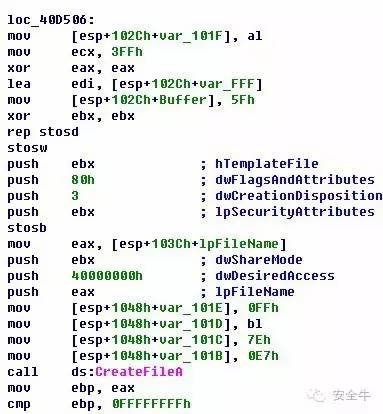 loc_40D506:
mov [esp+102Ch+var_101F], al
mov ecx, 3FFh
xor eax, eax
lea edi, [esp+102Ch+var_FFF]
mov [esp+102Ch+Buffer], 5Fh
xor ebx, ebx
rep stosd
stosw
push ebx ; hTemplateFile
push 80h ; dwFlagsAndAttributes
push 3 ; dwCreationDisposition
push ebx ; lpSecurityAttributes
stosb
mov eax, [esp+103Ch+lpFileName]
push ebx ; dwShareMode
push 40000000h ; dwDesiredAccess
push eax ; lpFileName
mov [esp+1048h+var_101E], 0FFh
mov [esp+1048h+var_101D], bl
mov [esp+1048h+var_101C], 7Eh
mov [esp+1048h+var_101B], 0E7h
call ds:CreateFileA
mov ebp, eax
cmp ebp, 0FFFFFFFFh
安全牛